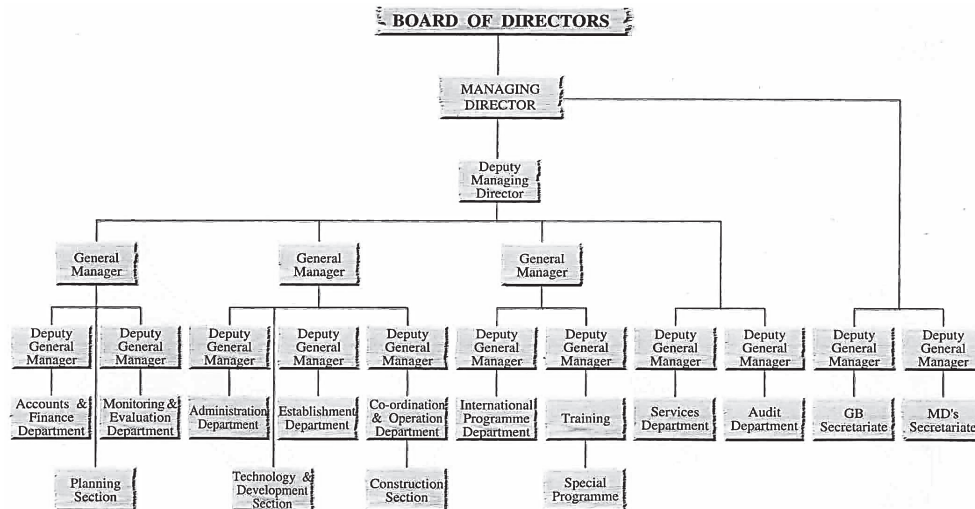 BOARD OF DIRECTORS
MANAGING
DIRECTOR
Deputy
Managing
Director
General
Manager
General
Manager
General
Manager
Deputy
General
Manager
Deputy
General
Manager
Deputy
General
Manager
Deputy
General
Manager
Deputy
General
Manager
Deputy
General
Manager
Deputy
General
Manager
Deputy
General
Manager
Deputy
General
Manager
Deputy
General
Manager
Deputy
General
Manager
Accounts &
Finance
Department
Monitoring &
Evaluation
Department
Administration
Department
Establishment
Department
Co-ordination
& Operation
Department
International
Programme
Department
Training
Services
Department
Audit
Department
GB
Secretariate
MD's
Secretariate
Planning
Section
Technology &
Development
Section
Construction
Section
Special
Programme